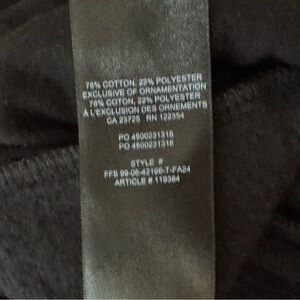 78% COTTON, 22% POLYESTER
EXCLUSIVE OF ORNAMENTATION
78% COTON, 22% POLYESTER
À L'EXCLUSION DES ORNEMENTS
CA 23725 RN 122354
PO 4500231315
PO 4500231316
STYLE #
FFS 99-06-42166-T-FA24
ARTICLE # 119384